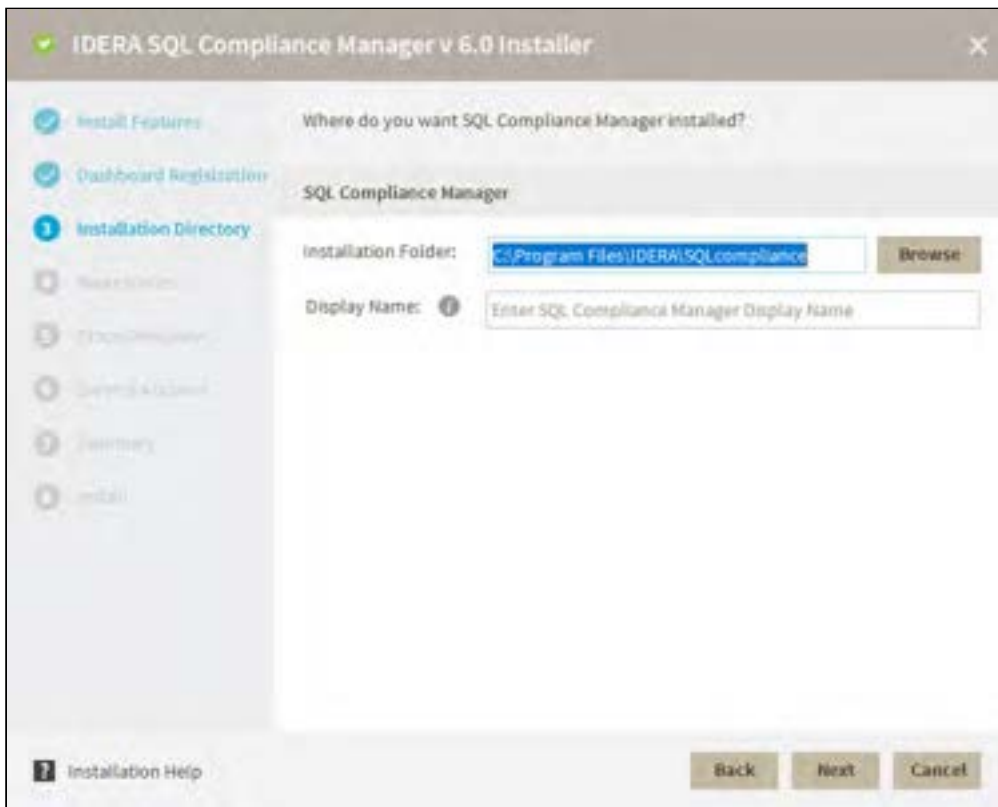 IDERA SQL Compliance Manager v 6.0 Installer
Install Features
Dashboard Registration
3 Installation Directory
Where do you want SQL Compliance Manager installed?
SQL Compliance Manager
Installation Folder: C:\Program Files\IDERA\SQLcompliance Browse
Display Name: Enter SQL Compliance Manager Display Name
Summary
Install
? Installation Help
Back Next Cancel